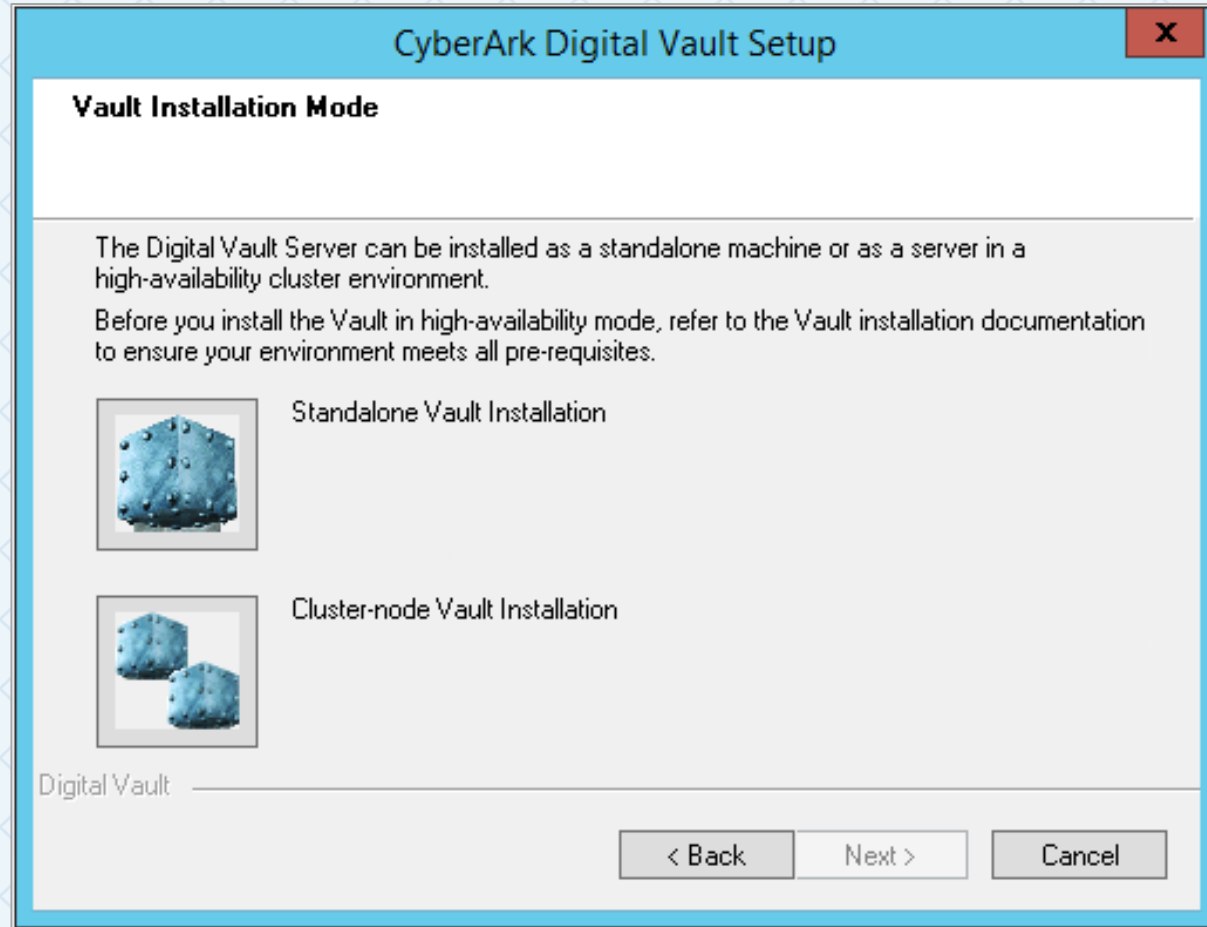 CyberArk Digital Vault Setup
x
Vault Installation Mode
The Digital Vault Server can be installed as a standalone machine or as a server in a
high-availability cluster environment.
Before you install the Vault in high-availability mode, refer to the Vault installation documentation
to ensure your environment meets all pre-requisites.
Standalone Vault Installation
Cluster-node Vault Installation
Digital Vault
< Back
Next >
Cancel